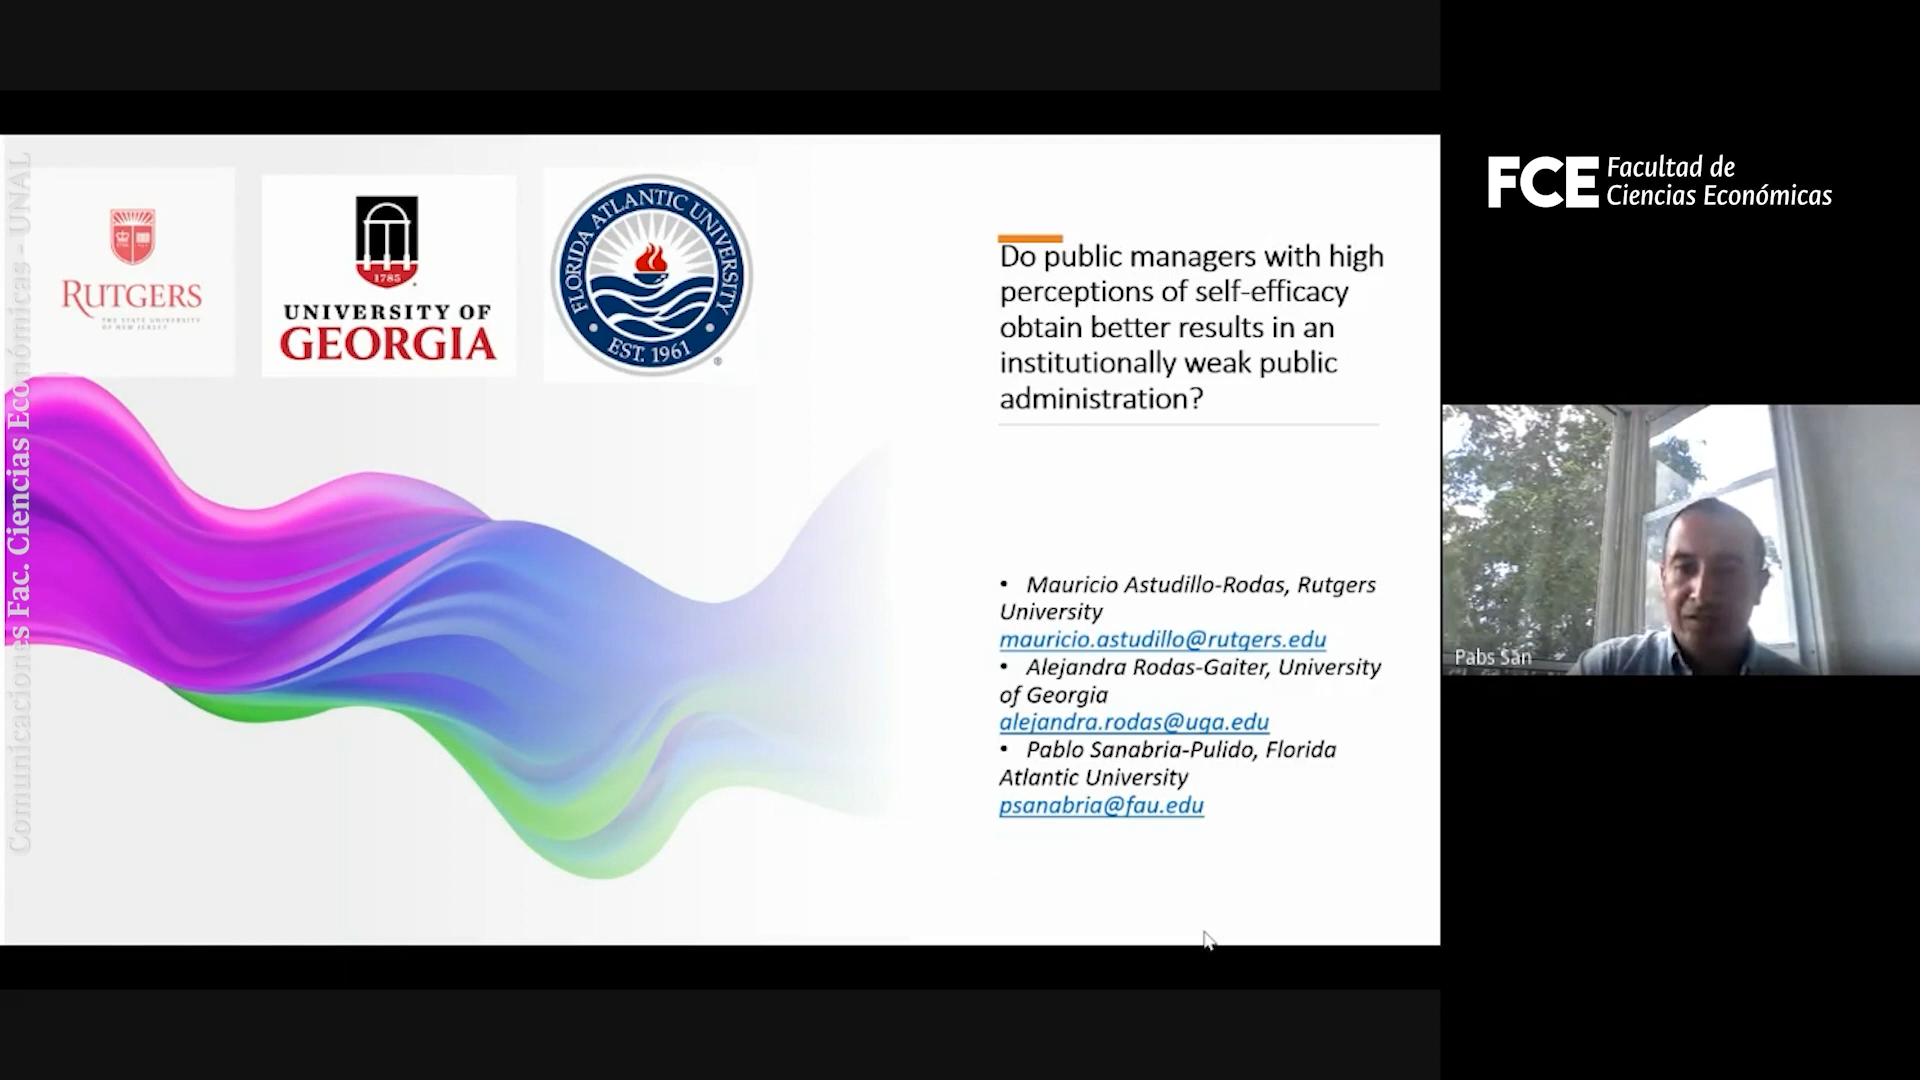 Comunicaciones Fac. Ciencias Económicas - UNAL
RUTGERS
THE STATE UNIVERSITY
OF NEW JERSEY
1785
UNIVERSITY OF
GEORGIA
FLORIDA ATLANTIC UNIVERSITY
EST. 1961
®
Do public managers with high
perceptions of self-efficacy
obtain better results in an
institutionally weak public
administration?
• Mauricio Astudillo-Rodas, Rutgers
University
mauricio.astudillo@rutgers.edu
• Alejandra Rodas-Gaiter, University
of Georgia
alejandra.rodas@uga.edu
• Pablo Sanabria-Pulido, Florida
Atlantic University
psanabria@fau.edu
FCE Facultad de
Ciencias Económicas
Pabs San